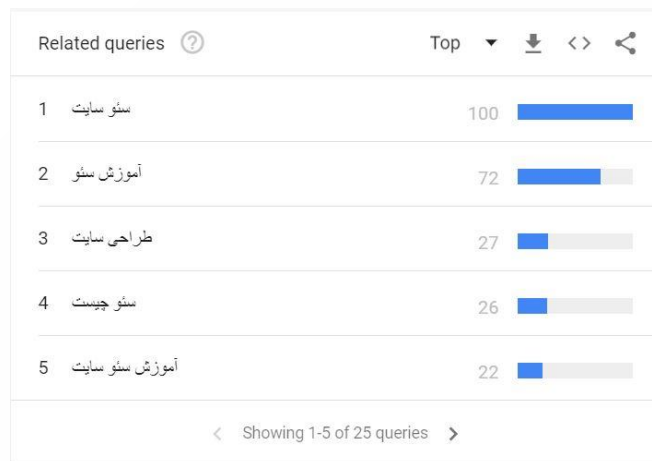 Related queries
Top
1 سئو سایت 100
2 آموزش سئو 72
3 طراحی سایت 27
4 سئو چیست 26
5 آموزش سئو سایت 22
Showing 1-5 of 25 queries